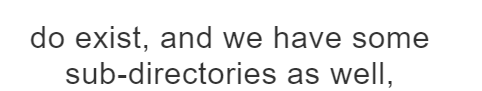 do exist, and we have some
sub-directories as well,